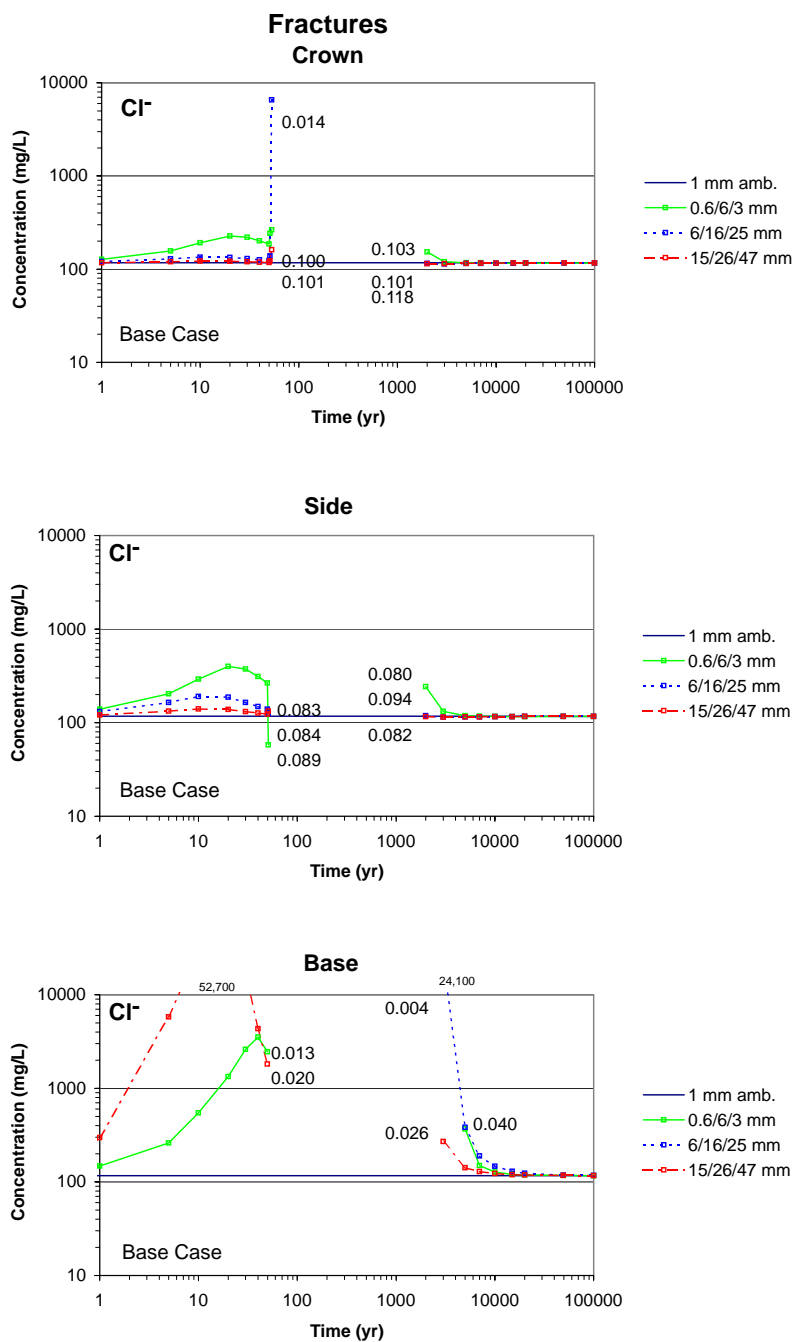 Fractures
Crown
10000
1000
100
10
Concentration (mg/L)
Cl-
0.014
0.100
0.101
0.103
0.101
0.118
Base Case
1 10 100 1000 10000 100000
Time (yr)
1 mm amb.
0.6/6/3 mm
6/16/25 mm
15/26/47 mm
Side
10000
1000
100
10
Concentration (mg/L)
Cl-
0.083
0.084
0.089
0.080
0.094
0.082
Base Case
1 10 100 1000 10000 100000
Time (yr)
1 mm amb.
0.6/6/3 mm
6/16/25 mm
15/26/47 mm
Base
10000
1000
100
10
Concentration (mg/L)
Cl-
52,700
24,100
0.004
0.013
0.020
0.026
0.040
Base Case
1 10 100 1000 10000 100000
Time (yr)
1 mm amb.
0.6/6/3 mm
6/16/25 mm
15/26/47 mm